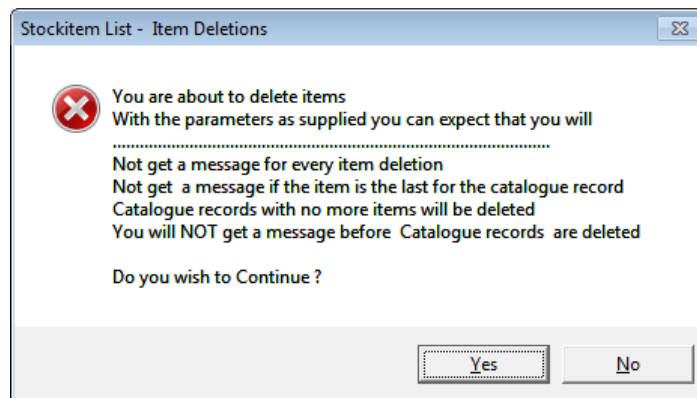 Stockitem List - Item Deletions
You are about to delete items
With the parameters as supplied you can expect that you will
................................................................................................
Not get a message for every item deletion
Not get  a message if the item is the last for the catalogue record
Catalogue records with no more items will be deleted
You will NOT get a message before  Catalogue records  are deleted
Do you wish to Continue ?
Yes
No